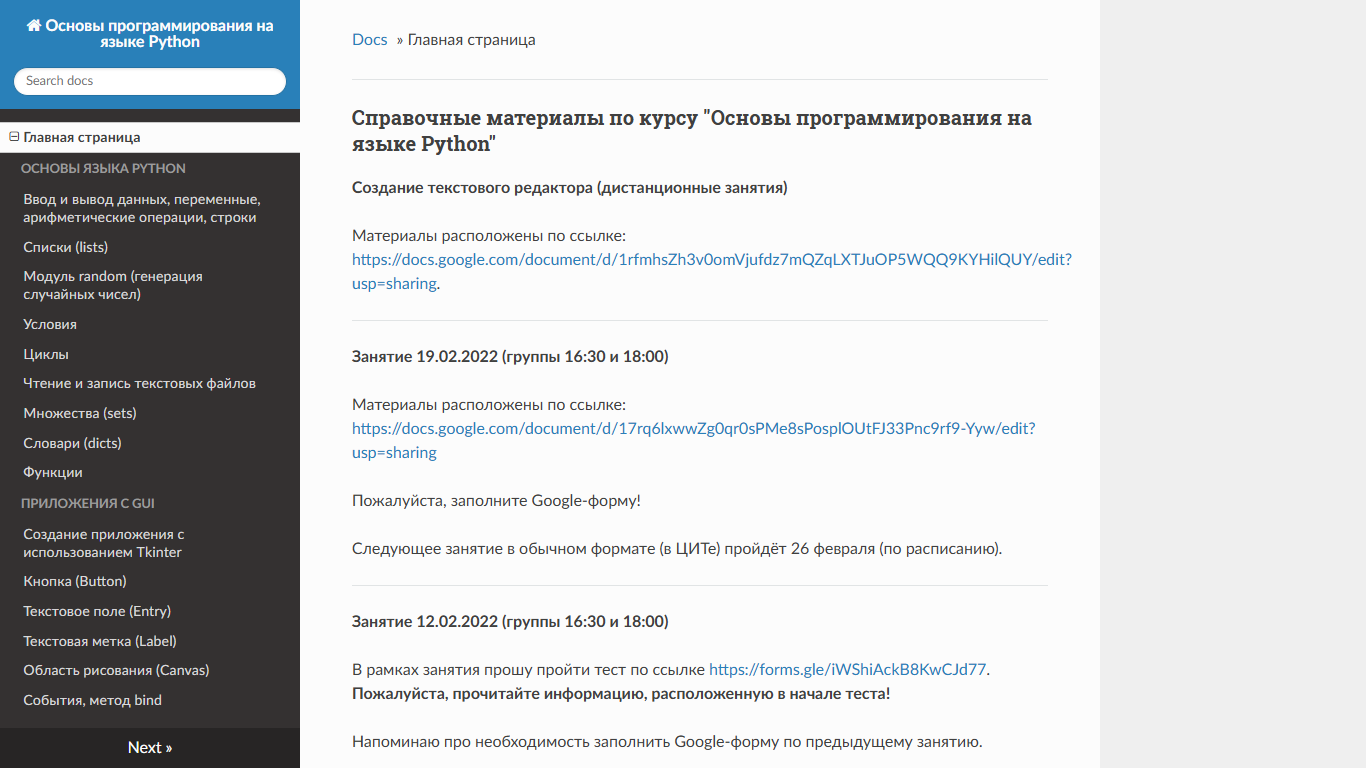 Основы программирования на
языке Python
Search docs
Главная страница
ОСНОВЫ ЯЗЫКА PYTHON
Ввод и вывод данных, переменные,
арифметические операции, строки
Списки (lists)
Модуль random (генерация
случайных чисел)
Условия
Циклы
Чтение и запись текстовых файлов
Множества (sets)
Словари (dicts)
Функции
ПРИЛОЖЕНИЯ С GUI
Создание приложения с
использованием Tkinter
Кнопка (Button)
Текстовое поле (Entry)
Текстовая метка (Label)
Область рисования (Canvas)
События, метод bind
Next »
Docs » Главная страница
Справочные материалы по курсу "Основы программирования на
языке Python"
Создание текстового редактора (дистанционные занятия)
Материалы расположены по ссылке:
https://docs.google.com/document/d/1rfmhsZh3v0omVjufdz7mQZqLXTJuOP5WQQ9KYHilQUY/edit?
usp=sharing.
Занятие 19.02.2022 (группы 16:30 и 18:00)
Материалы расположены по ссылке:
https://docs.google.com/document/d/17rq6lxwwZg0qr0sPMe8sPosplOUtFJ33Pnc9rf9-Yyw/edit?
usp=sharing
Пожалуйста, заполните Google-форму!
Следующее занятие в обычном формате (в ЦИТе) пройдёт 26 февраля (по расписанию).
Занятие 12.02.2022 (группы 16:30 и 18:00)
В рамках занятия прошу пройти тест по ссылке https://forms.gle/iWShiAckB8KwCJd77.
Пожалуйста, прочитайте информацию, расположенную в начале теста!
Напоминаю про необходимость заполнить Google-форму по предыдущему занятию.